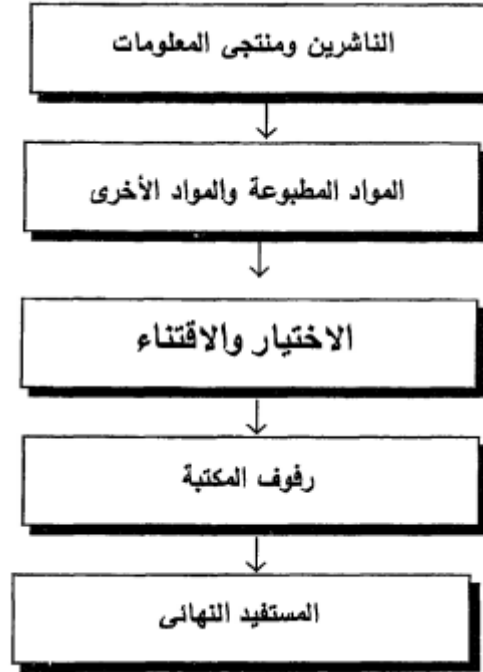 الناشرين ومنتجى المعلومات
المواد المطبوعة والمواد الأخرى
الاختيار والاقتناء
رفوف المكتبة
المستفيد النهائى